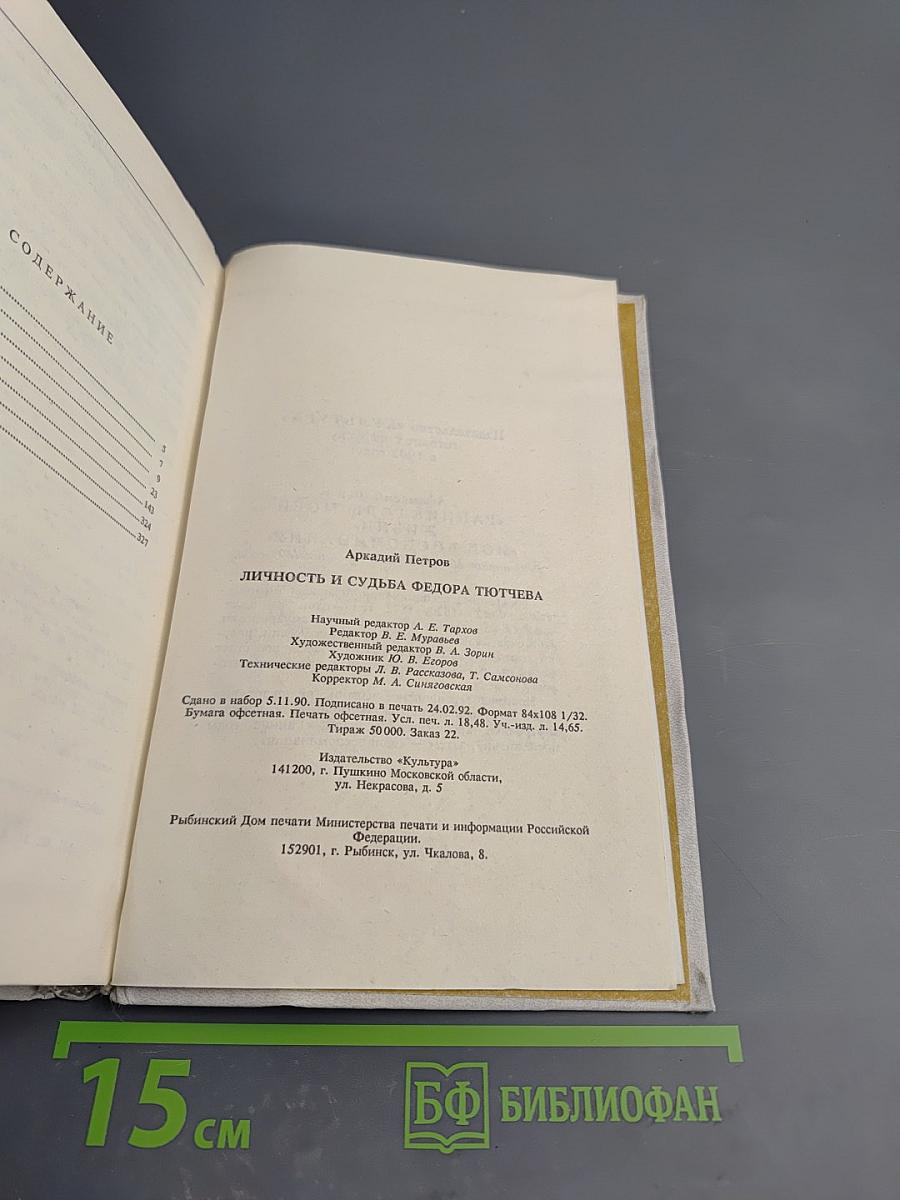 СОДЕРЖАНИЕ
3
7
9
23
143
324
327
Аркадий Петров
ЛИЧНОСТЬ И СУДЬБА ФЕДОРА ТЮТЧЕВА
Научный редактор А. Е. Тархов
Редактор В. Е. Муравьев
Художественный редактор В. А. Зорин
Художник Ю. В. Егоров
Технические редакторы Л. В. Рассказова, Т. Самсонова
Корректор М. А. Синяговская
Сдано в набор 5.11.90. Подписано в печать 24.02.92. Формат 84х108 1/32.
Бумага офсетная. Печать офсетная. Усл. печ. л. 18,48. Уч.-изд. л. 14,65.
Тираж 50 000. Заказ 22.
Издательство «Культура»
141200, г. Пушкино Московской области,
ул. Некрасова, д. 5
Рыбинский Дом печати Министерства печати и информации Российской
Федерации.
152901, г. Рыбинск, ул. Чкалова, 8.
15 см
БФ БИБЛИОФАН